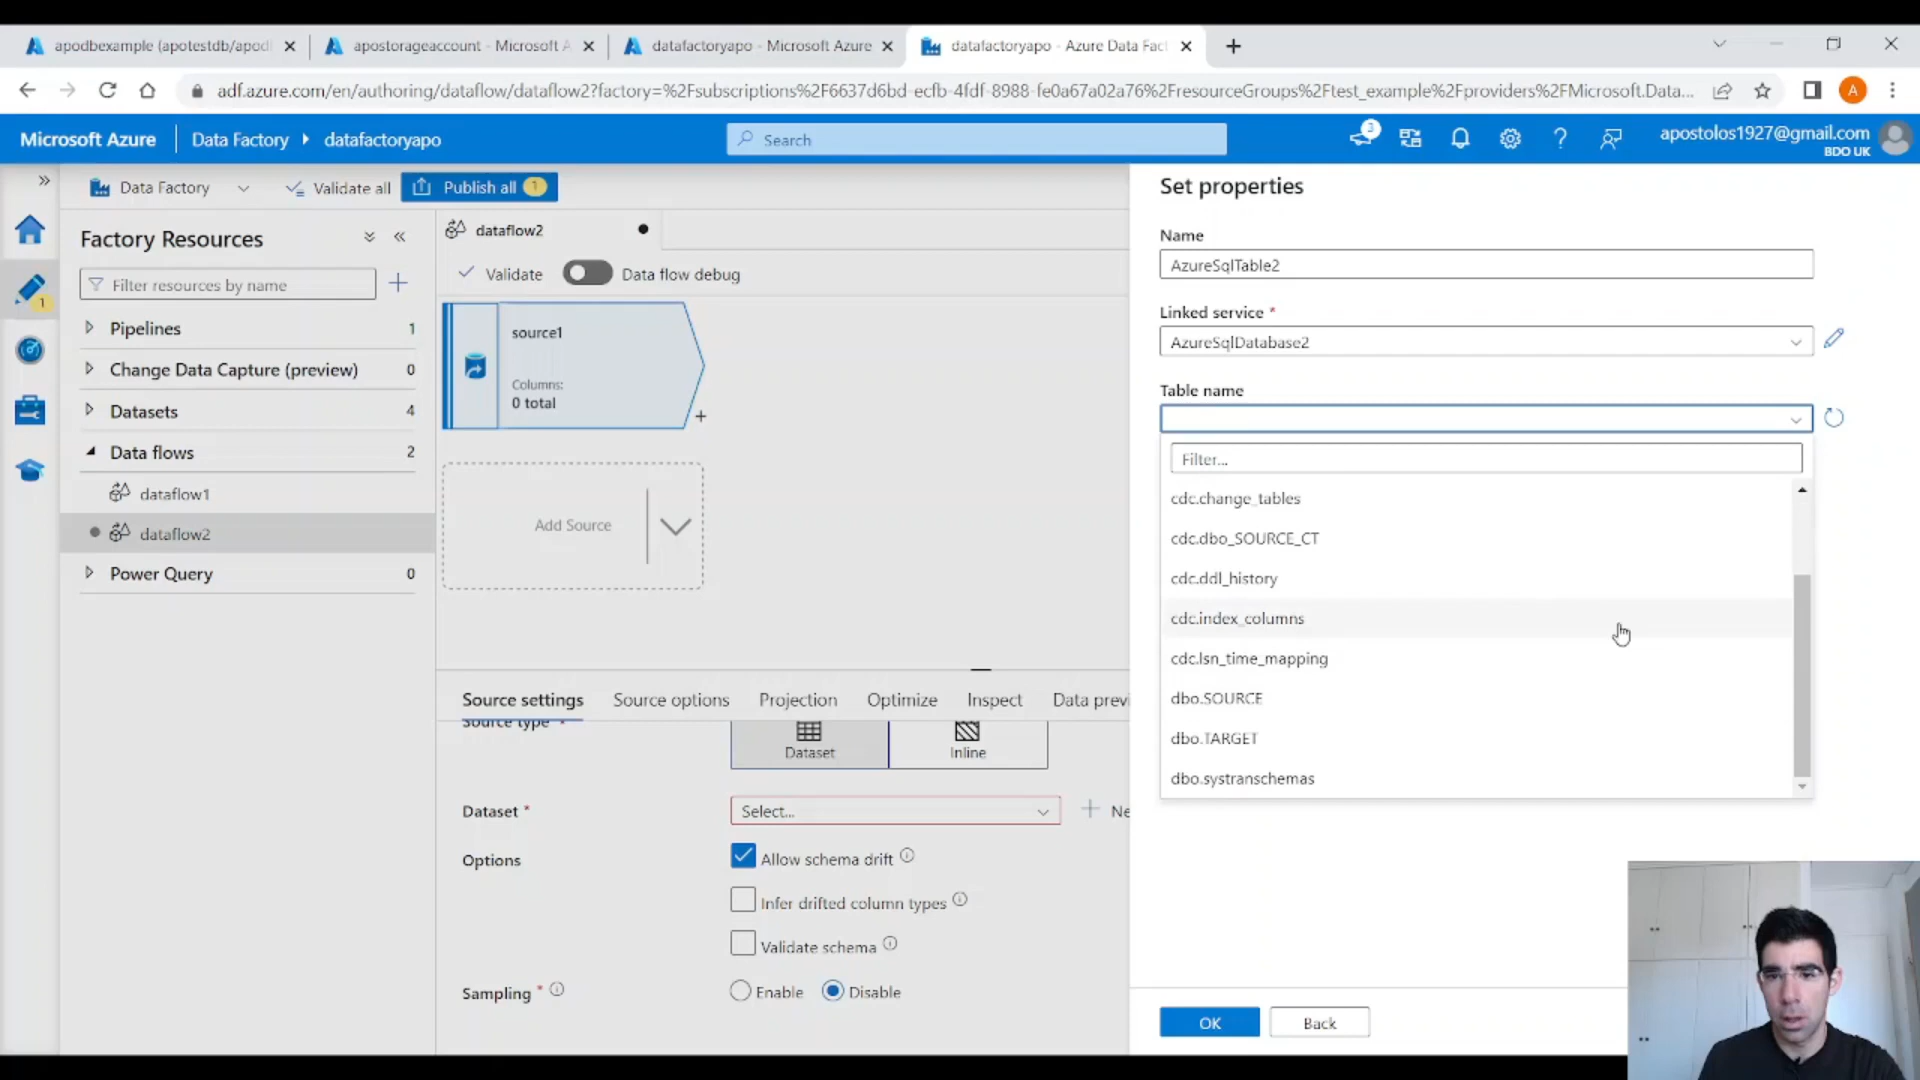 apodbexample (apotestdb/apod
apostorageaccount - Microsoft A
datafactoryapo - Microsoft Azure
datafactoryapo - Azure Data Fact
adf.azure.com/en/authoring/dataflow/dataflow2?factory=%2Fsubscriptions%2F6637d6bd-ecfb-4fdf-8988-fe0a67a02a76%2FresourceGroups%2Ftest_example%2Fproviders%2FMicrosoft.Data...
A
Microsoft Azure
Data Factory
datafactoryapo
Search
3
apostolos1927@gmail.com
BDO UK
Data Factory
Validate all
Publish all 1
1
Factory Resources
Filter resources by name
Pipelines 1
Change Data Capture (preview) 0
Datasets 4
Data flows 2
dataflow1
dataflow2
Power Query 0
dataflow2
Validate
Data flow debug
source1
Columns:
0 total
+
Add Source
Source settings
Source options
Projection
Optimize
Inspect
Data previ
Source type *
Dataset
Inline
Dataset *
Select...
+ Ne
Options
Allow schema drift
Infer drifted column types
Validate schema
Sampling *
Enable
Disable
Set properties
Name
AzureSqlTable2
Linked service *
AzureSqlDatabase2
Table name
Filter...
cdc.change_tables
cdc.dbo_SOURCE_CT
cdc.ddl_history
cdc.index_columns
cdc.lsn_time_mapping
dbo.SOURCE
dbo.TARGET
dbo.systranschemas
OK
Back